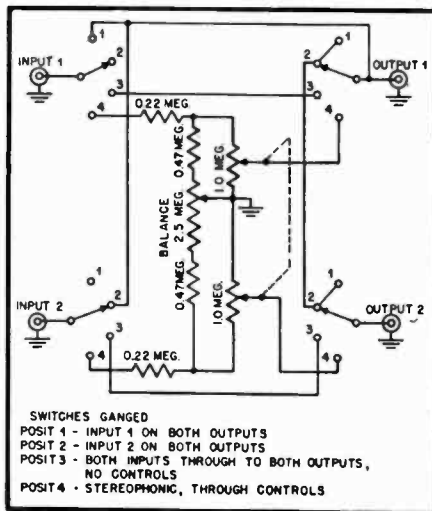 1
INPUT 1
2
3
4
0.22 MEG.
0.47 MEG.
1.0 MEG.
BALANCE
2.5 MEG.
0.47 MEG.
1.0 MEG.
1
2
OUTPUT 1
3
4
1
INPUT 2
2
3
4
0.22 MEG.
1
2
OUTPUT 2
3
4
SWITCHES GANGED
POSIT 1 - INPUT 1 ON BOTH OUTPUTS
POSIT 2 - INPUT 2 ON BOTH OUTPUTS
POSIT 3 - BOTH INPUTS THROUGH TO BOTH OUTPUTS,
NO CONTROLS
POSIT 4 - STEREOPHONIC, THROUGH CONTROLS